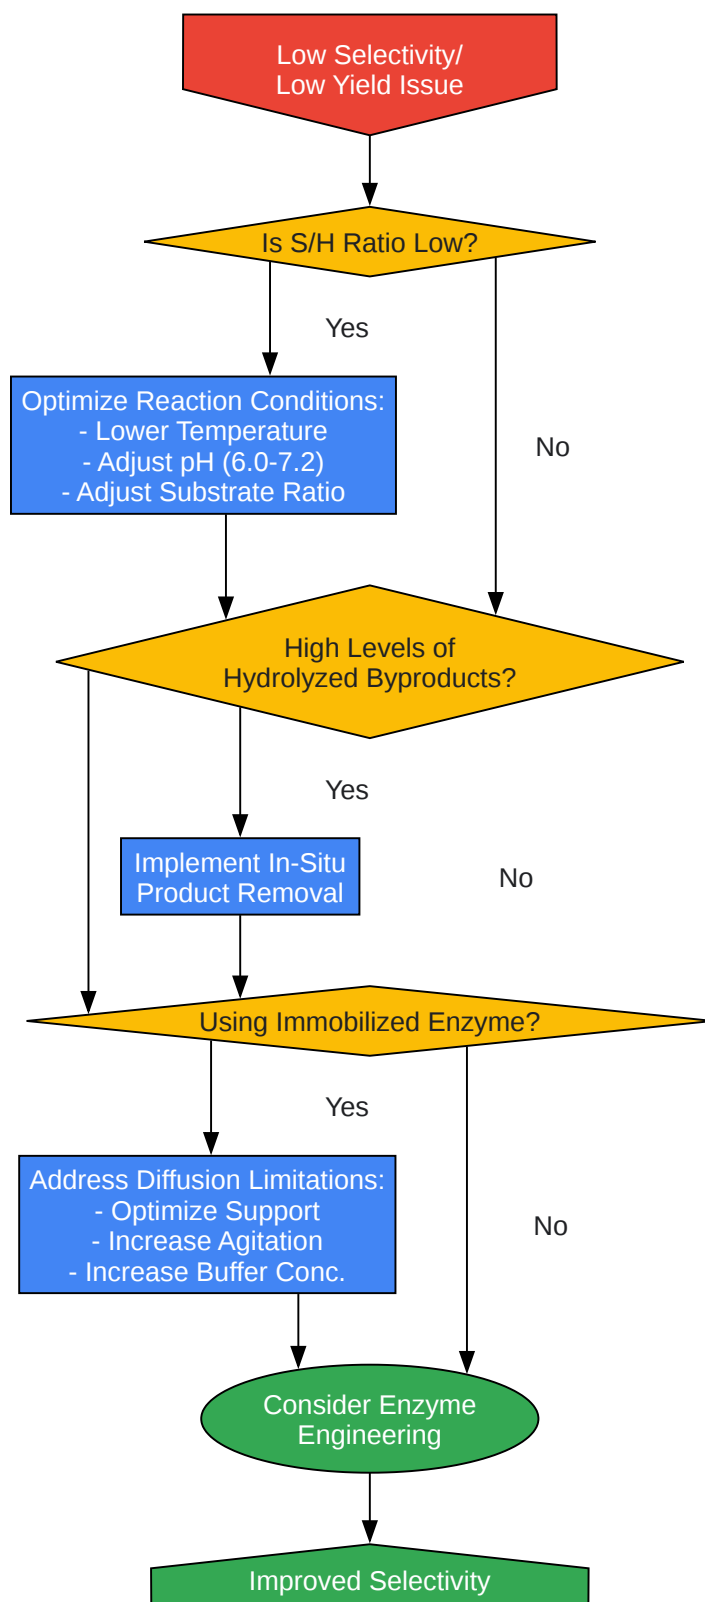 Low Selectivity/
Low Yield Issue
Is S/H Ratio Low?
Yes
Optimize Reaction Conditions:
- Lower Temperature
- Adjust pH (6.0-7.2)
- Adjust Substrate Ratio
No
High Levels of
Hydrolyzed Byproducts?
Yes
Implement In-Situ
Product Removal
No
Using Immobilized Enzyme?
Yes
Address Diffusion Limitations:
- Optimize Support
- Increase Agitation
- Increase Buffer Conc.
No
Consider Enzyme
Engineering
Improved Selectivity